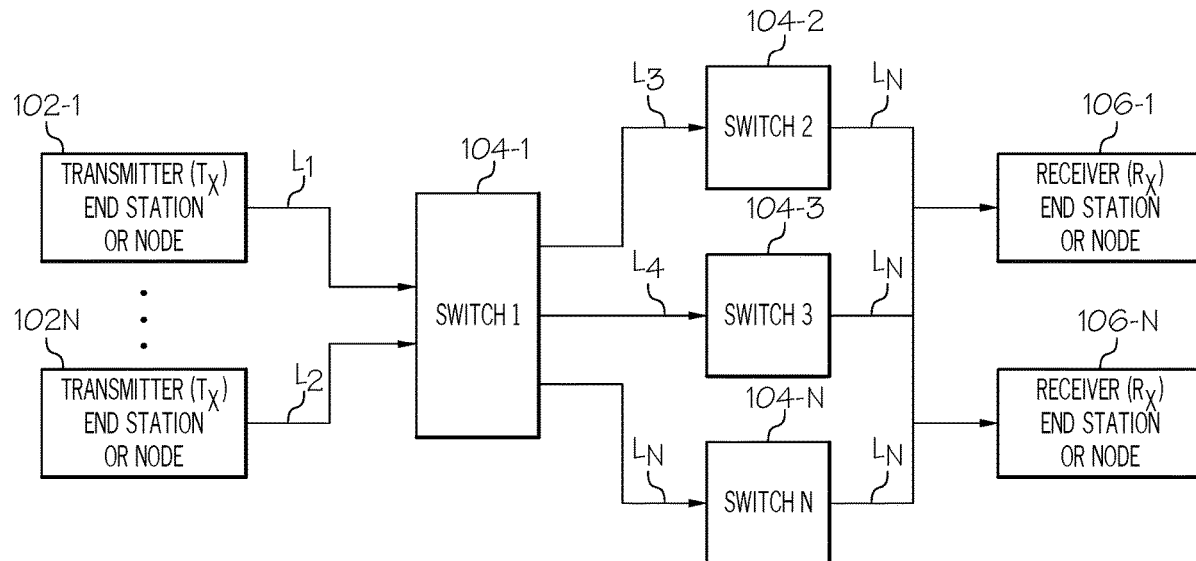 102-1
TRANSMITTER (TX)
END STATION
OR NODE
L1
102N
TRANSMITTER (TX)
END STATION
OR NODE
L2
104-1
SWITCH 1
L3
104-2
SWITCH 2
LN
L4
104-3
SWITCH 3
LN
LN
104-N
SWITCH N
LN
106-1
RECEIVER (RX)
END STATION
OR NODE
106-N
RECEIVER (RX)
END STATION
OR NODE